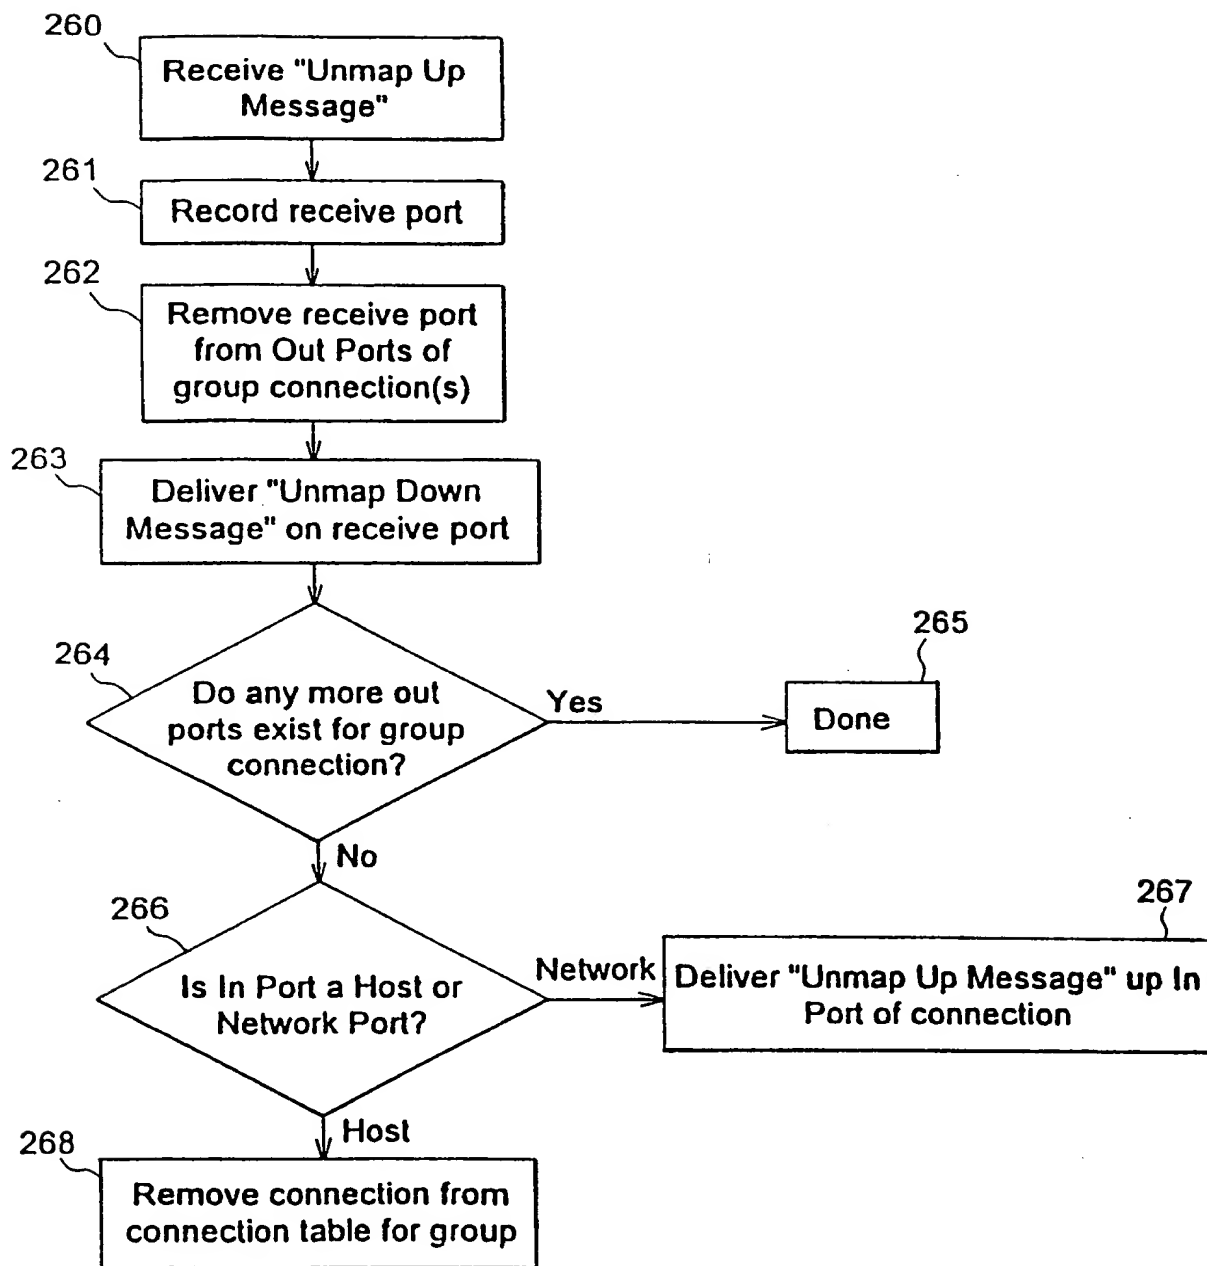 260
Receive "Unmap Up
Message"
261
Record receive port
262
Remove receive port
from Out Ports of
group connection(s)
263
Deliver "Unmap Down
Message" on receive port
264
Do any more out
ports exist for group
connection?
Yes
265
Done
No
266
Is In Port a Host or
Network Port?
Network
267
Deliver "Unmap Up Message" up In
Port of connection
Host
268
Remove connection from
connection table for group